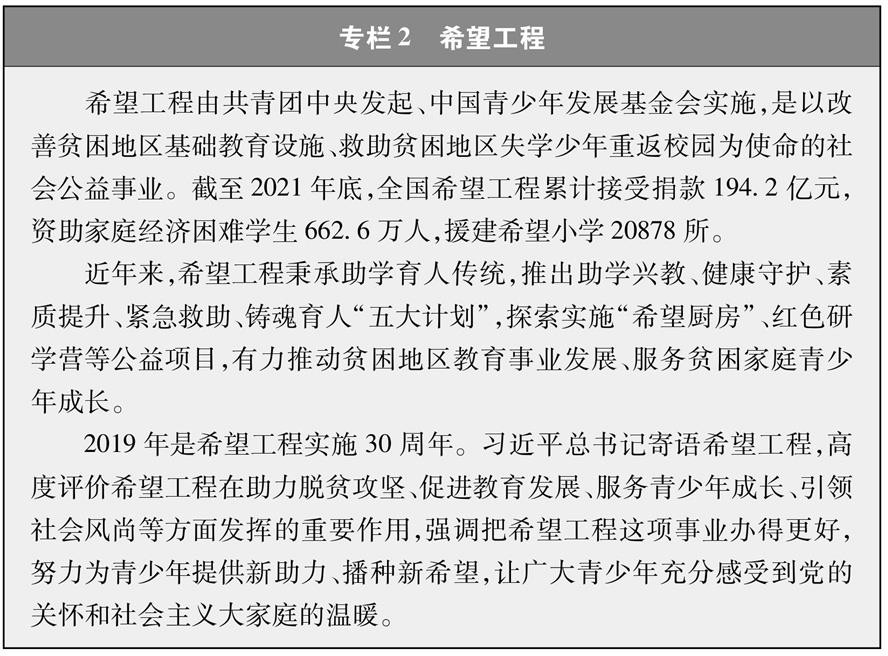 专栏2 希望工程
希望工程由共青团中央发起、中国青少年发展基金会实施,是以改
善贫困地区基础教育设施、救助贫困地区失学少年重返校园为使命的社
会公益事业。截至2021年底,全国希望工程累计接受捐款194.2亿元,
资助家庭经济困难学生662.6万人,援建希望小学20878所。
近年来,希望工程秉承助学育人传统,推出助学兴教、健康守护、素
质提升、紧急救助、铸魂育人“五大计划”,探索实施“希望厨房”、红色研
学营等公益项目,有力推动贫困地区教育事业发展、服务贫困家庭青少
年成长。
2019年是希望工程实施30周年。习近平总书记寄语希望工程,高
度评价希望工程在助力脱贫攻坚、促进教育发展、服务青少年成长、引领
社会风尚等方面发挥的重要作用,强调把希望工程这项事业办得更好,
努力为青少年提供新助力、播种新希望,让广大青少年充分感受到党的
关怀和社会主义大家庭的温暖。